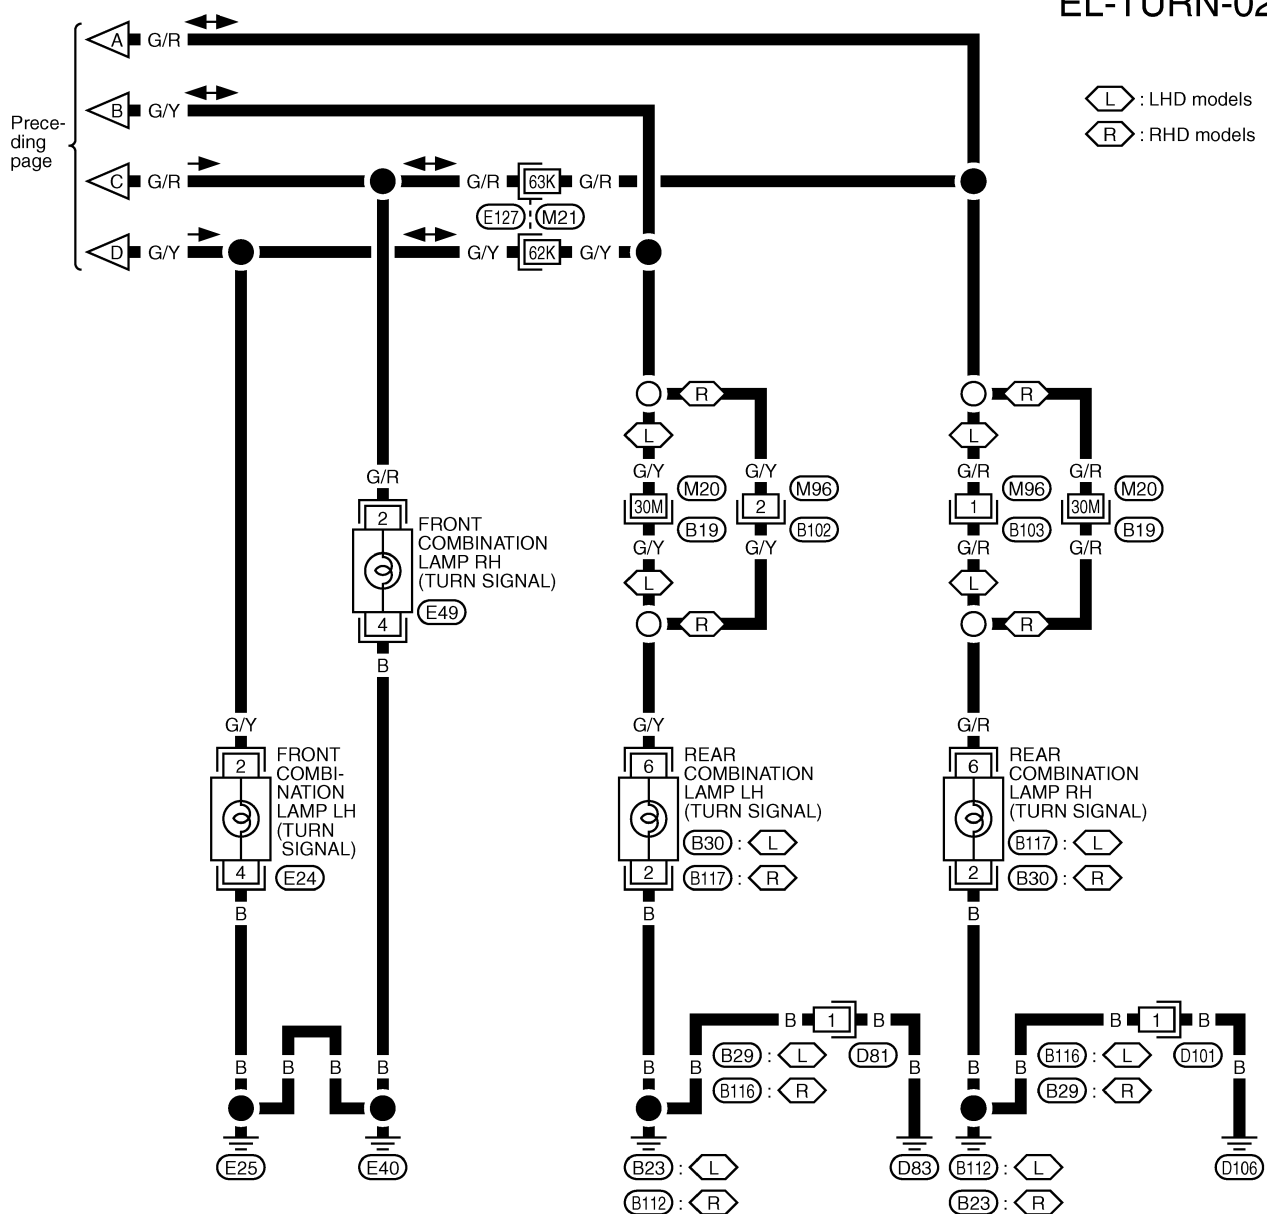 EL-TURN-02
A G/R
B G/Y
Prece-
ding
page
C G/R G/R 63K G/R
E127 M21
D G/Y G/Y 62K G/Y
L : LHD models
R : RHD models
R R
L L
G/Y G/Y G/R G/R
M20 M96 M96 M20
30M 2 1 30M
B19 B102 B103 B19
G/Y G/Y G/R G/R
L L
R R
G/R
2
FRONT
COMBINATION
LAMP RH
(TURN SIGNAL)
E49
4
B
G/Y
2
FRONT
COMBI-
NATION
LAMP LH
(TURN
SIGNAL)
4
E24
B
G/Y
6
REAR
COMBINATION
LAMP LH
(TURN SIGNAL)
B30 : L
2
B117 : R
B
G/R
6
REAR
COMBINATION
LAMP RH
(TURN SIGNAL)
B117 : L
2
B30 : R
B
B 1 B B 1 B
B29 : L D81 B116 : L D101
B B B B B B B B B B
B116 : R B29 : R
E25 E40 B23 : L D83 B112 : L D106
B112 : R B23 : R